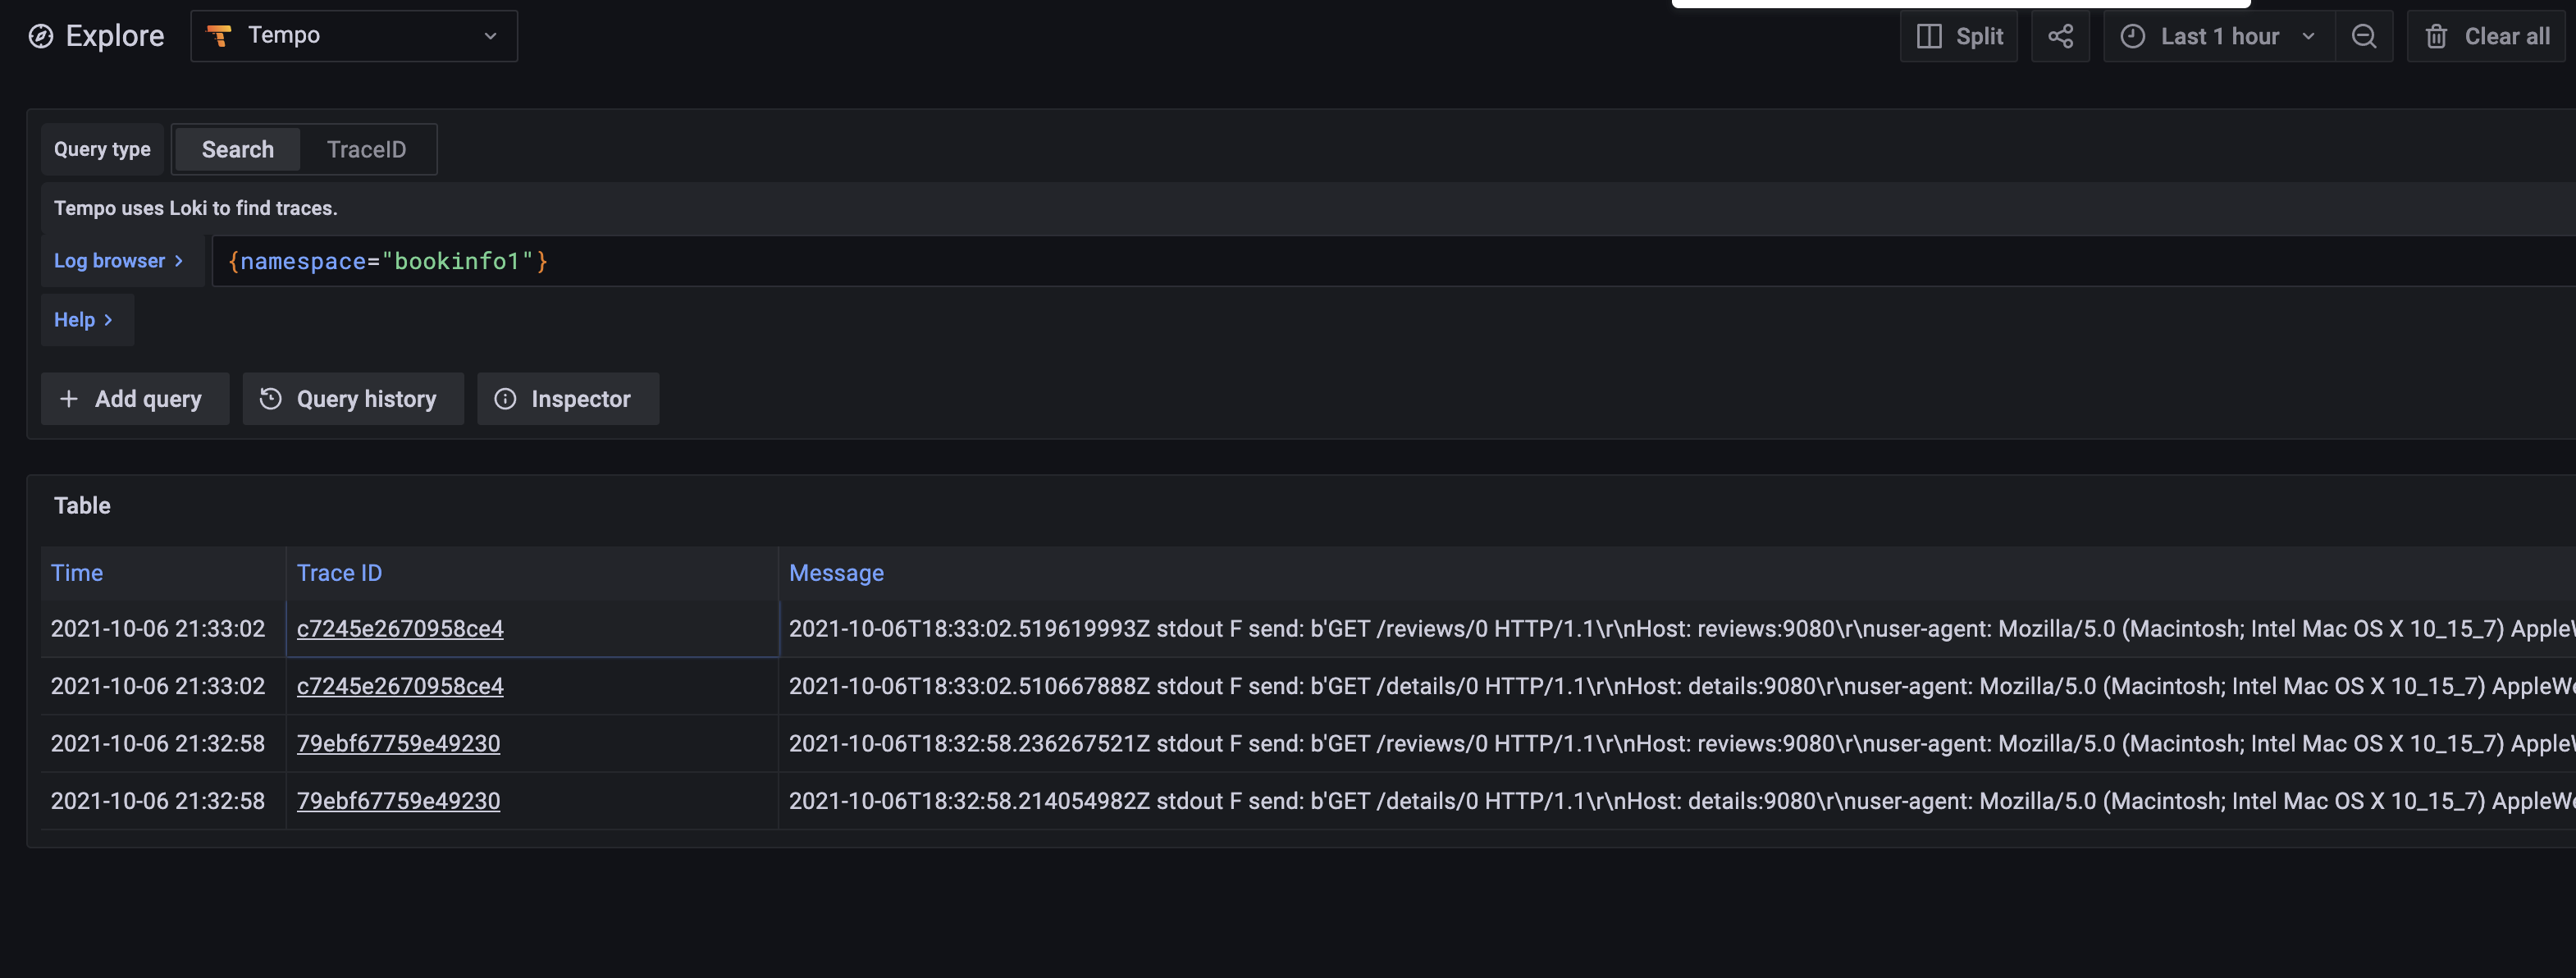 Explore Tempo Split Last 1 hour Clear all
Query type Search TraceID
Tempo uses Loki to find traces.
Log browser > {namespace="bookinfo1"}
Help >
+ Add query Query history Inspector
Table
Time Trace ID Message
2021-10-06 21:33:02 c7245e2670958ce4 2021-10-06T18:33:02.519619993Z stdout F send: b'GET /reviews/0 HTTP/1.1\r\nHost: reviews:9080\r\nuser-agent: Mozilla/5.0 (Macintosh; Intel Mac OS X 10_15_7) AppleW
2021-10-06 21:33:02 c7245e2670958ce4 2021-10-06T18:33:02.510667888Z stdout F send: b'GET /details/0 HTTP/1.1\r\nHost: details:9080\r\nuser-agent: Mozilla/5.0 (Macintosh; Intel Mac OS X 10_15_7) AppleWe
2021-10-06 21:32:58 79ebf67759e49230 2021-10-06T18:32:58.236267521Z stdout F send: b'GET /reviews/0 HTTP/1.1\r\nHost: reviews:9080\r\nuser-agent: Mozilla/5.0 (Macintosh; Intel Mac OS X 10_15_7) AppleW
2021-10-06 21:32:58 79ebf67759e49230 2021-10-06T18:32:58.214054982Z stdout F send: b'GET /details/0 HTTP/1.1\r\nHost: details:9080\r\nuser-agent: Mozilla/5.0 (Macintosh; Intel Mac OS X 10_15_7) AppleWe